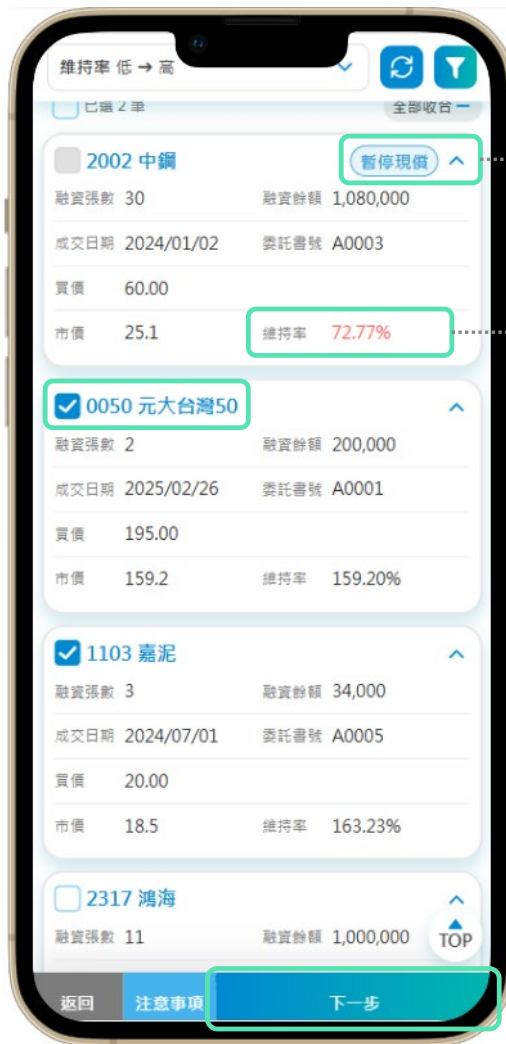 維持率 低 → 高
已選 2 筆 全部收合 −
2002 中鋼 暫停現償
融資張數 30 融資餘額 1,080,000
成交日期 2024/01/02 委託書號 A0003
買價 60.00
市價 25.1 維持率 72.77%
0050 元大台灣50
融資張數 2 融資餘額 200,000
成交日期 2025/02/26 委託書號 A0001
買價 195.00
市價 159.2 維持率 159.20%
1103 嘉泥
融資張數 3 融資餘額 34,000
成交日期 2024/07/01 委託書號 A0005
買價 20.00
市價 18.5 維持率 163.23%
2317 鴻海
融資張數 11 融資餘額 1,000,000
TOP
返回 注意事項 下一步